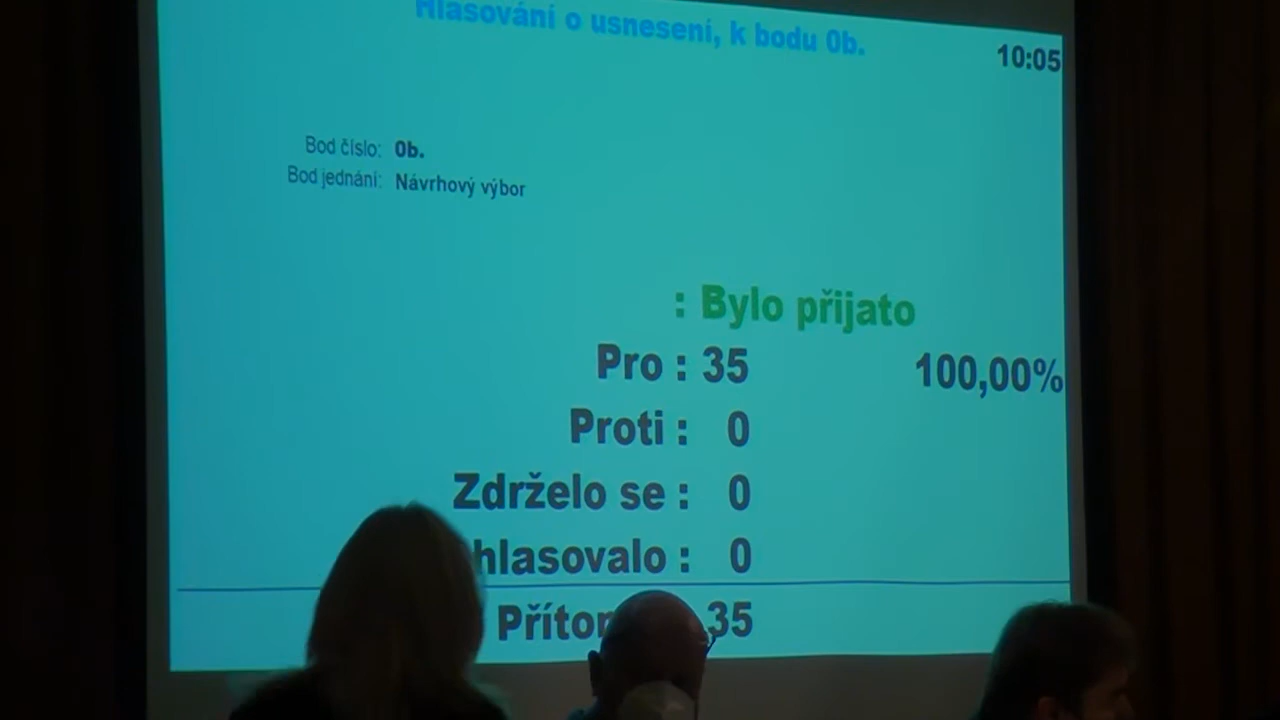 Hlasování o usnesení, k bodu 0b.
10:05
Bod číslo: 0b.
Bod jednání: Návrhový výbor
: Bylo přijato
Pro : 35 100,00%
Proti : 0
Zdrželo se : 0
hlasovalo : 0
35